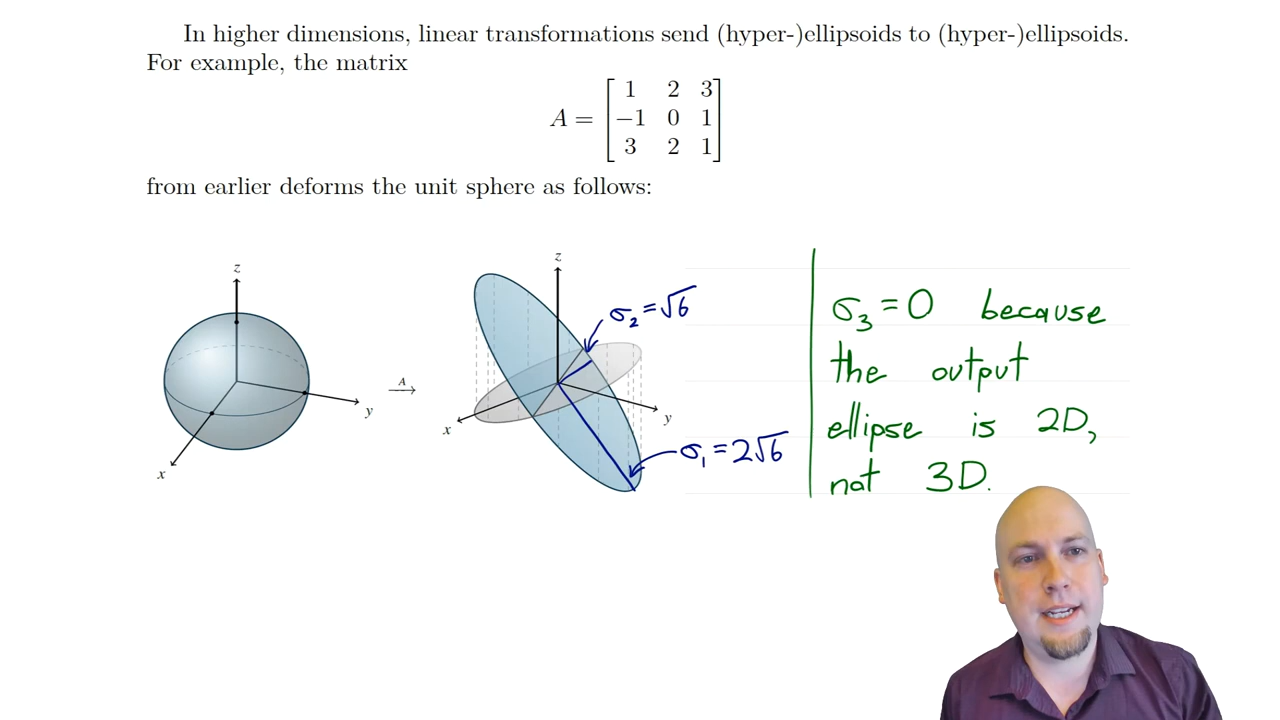 In higher dimensions, linear transformations send (hyper-)ellipsoids to (hyper-)ellipsoids.
For example, the matrix
A = [1 2 3
−1 0 1
3 2 1]
from earlier deforms the unit sphere as follows:
z
y
x
A
z
y
x
σ₂ = √6
σ₁ = 2√6
σ₃ = 0 because
the output
ellipse is 2D,
not 3D.